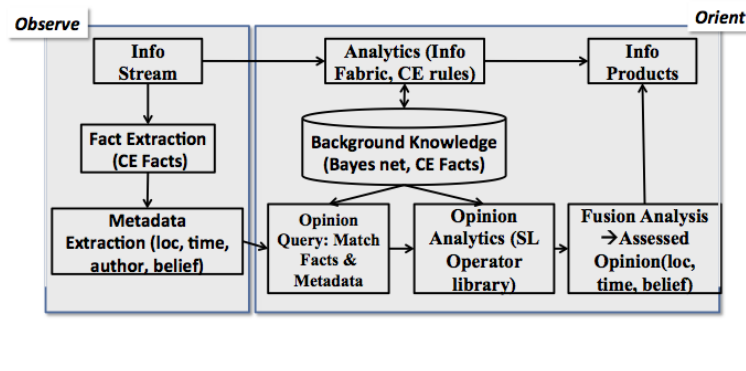 Observe
Orient
Info
Stream
Analytics (Info
Fabric, CE rules)
Info
Products
Fact Extraction
(CE Facts)
Background Knowledge
(Bayes net, CE Facts)
Metadata
Extraction (loc, time,
author, belief)
Opinion
Query: Match
Facts &
Metadata
Opinion
Analytics (SL
Operator
library)
Fusion Analysis
→Assessed
Opinion(loc,
time, belief)